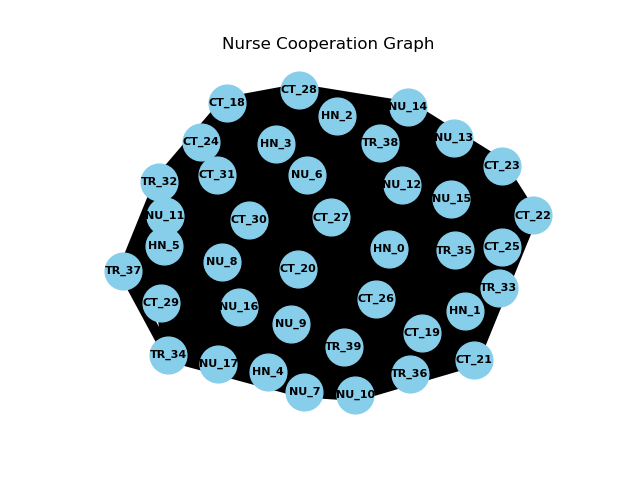 Nurse Cooperation Graph
CT_28
CT_18
NU_14
HN_2
NU_13
CT_24
HN_3
TR_38
CT_23
CT_31
NU_6
TR_32
NU_12
NU_15
NU_11
CT_30
CT_27
CT_22
HN_5
HN_0
TR_35
CT_25
NU_8
CT_20
TR_37
TR_33
CT_29
NU_16
CT_26
HN_1
NU_9
CT_19
TR_39
TR_34
NU_17
CT_21
HN_4
TR_36
NU_7
NU_10